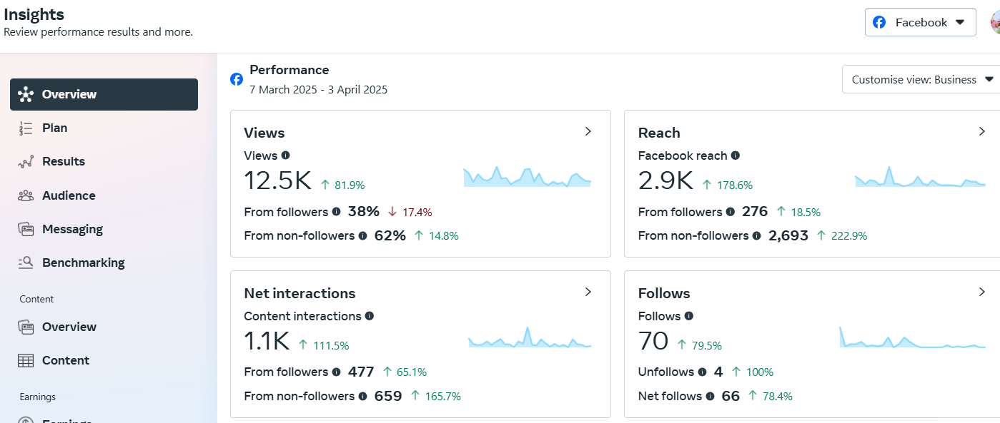 Insights
Review performance results and more.
Facebook
Overview
Plan
Results
Audience
Messaging
Benchmarking
Content
Overview
Content
Earnings
Earnings
Performance
7 March 2025 - 3 April 2025
Customise view: Business
Views
Views
12.5K ↑ 81.9%
From followers 38% ↓ 17.4%
From non-followers 62% ↑ 14.8%
Reach
Facebook reach
2.9K ↑ 178.6%
From followers 276 ↑ 18.5%
From non-followers 2,693 ↑ 222.9%
Net interactions
Content interactions
1.1K ↑ 111.5%
From followers 477 ↑ 65.1%
From non-followers 659 ↑ 165.7%
Follows
Follows
70 ↑ 79.5%
Unfollows 4 ↑ 100%
Net follows 66 ↑ 78.4%